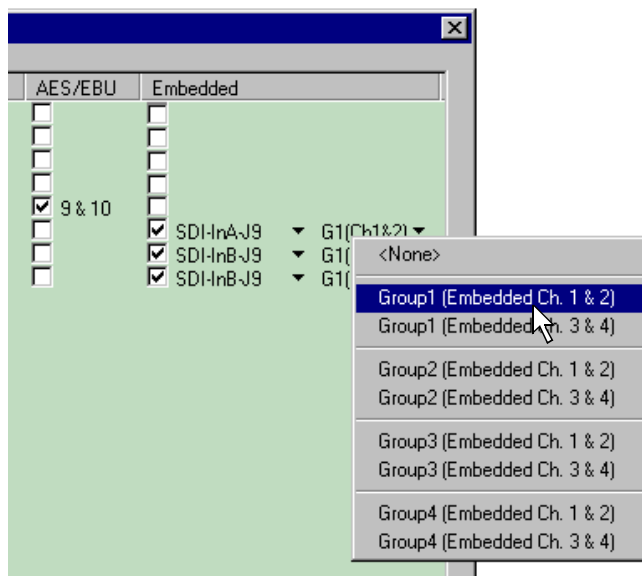 AES/EBU Embedded
9 & 10
SDI-InA-J9 G1(Ch1&2)
SDI-InB-J9 G1(
SDI-InB-J9 G1(
<None>
Group1 (Embedded Ch. 1 & 2)
Group1 (Embedded Ch. 3 & 4)
Group2 (Embedded Ch. 1 & 2)
Group2 (Embedded Ch. 3 & 4)
Group3 (Embedded Ch. 1 & 2)
Group3 (Embedded Ch. 3 & 4)
Group4 (Embedded Ch. 1 & 2)
Group4 (Embedded Ch. 3 & 4)